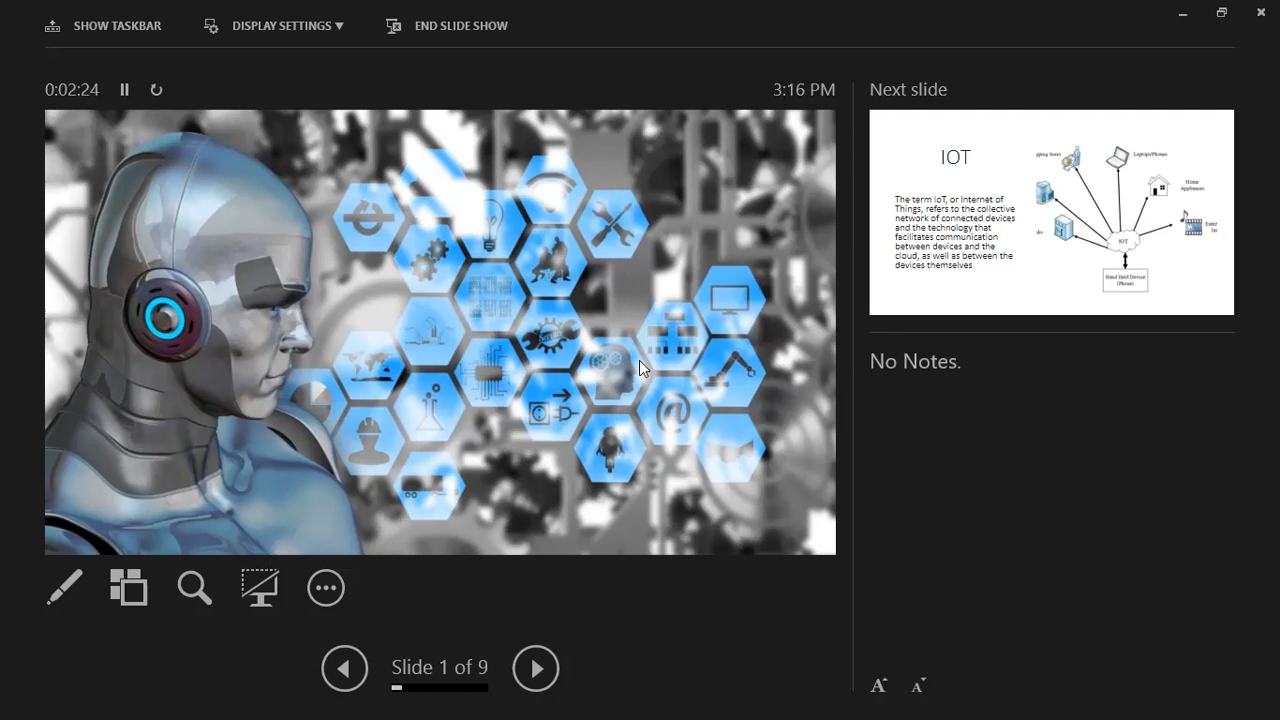 SHOW TASKBAR
DISPLAY SETTINGS ▼
END SLIDE SHOW
0:02:24
3:16 PM
Next slide
IOT
The term IoT, or Internet of
Things, refers to the collective
network of connected devices
and the technology that
facilitates communication
between devices and the
cloud, as well as between the
devices themselves
Laptops/Phones
Home
Appliances
IOT
Hand Held Device
(Phone)
No Notes.
@
Slide 1 of 9
A A